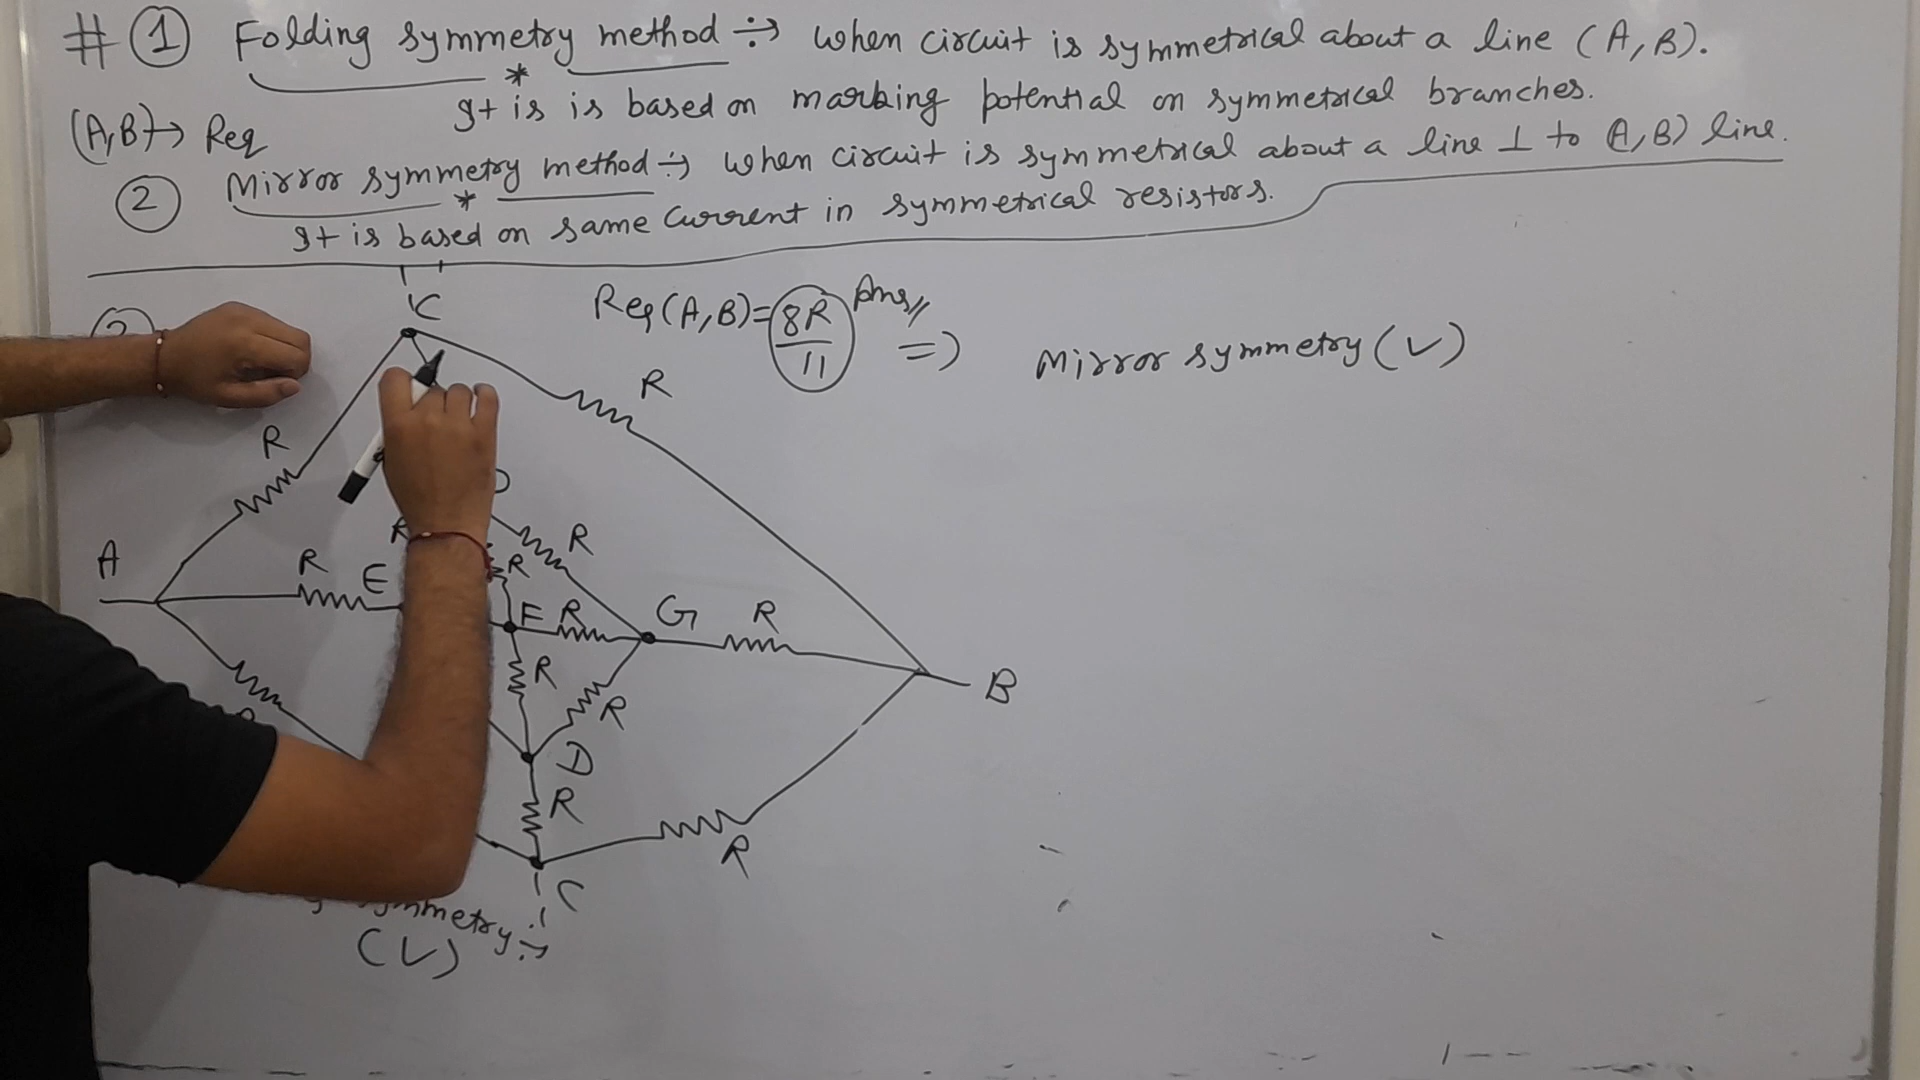 # ① Folding symmetry method ÷→ when circuit is symmetrical about a line (A,B).
* gt is is based on marking potential on symmetrical branches.
(A,B)→ Req
② Mirror symmetry method ÷→ when circuit is symmetrical about a line ⊥ to (A,B) line.
* gt is based on same current in symmetrical resistors.
C
Req(A,B) = 8R/11 Ans,, =>
Mirror symmetry (✓)
R
R
D
R
R
A
R
E
R
F
R
G
R
R
R
B
D
R
R
C
symmetry ÷→
(✓)